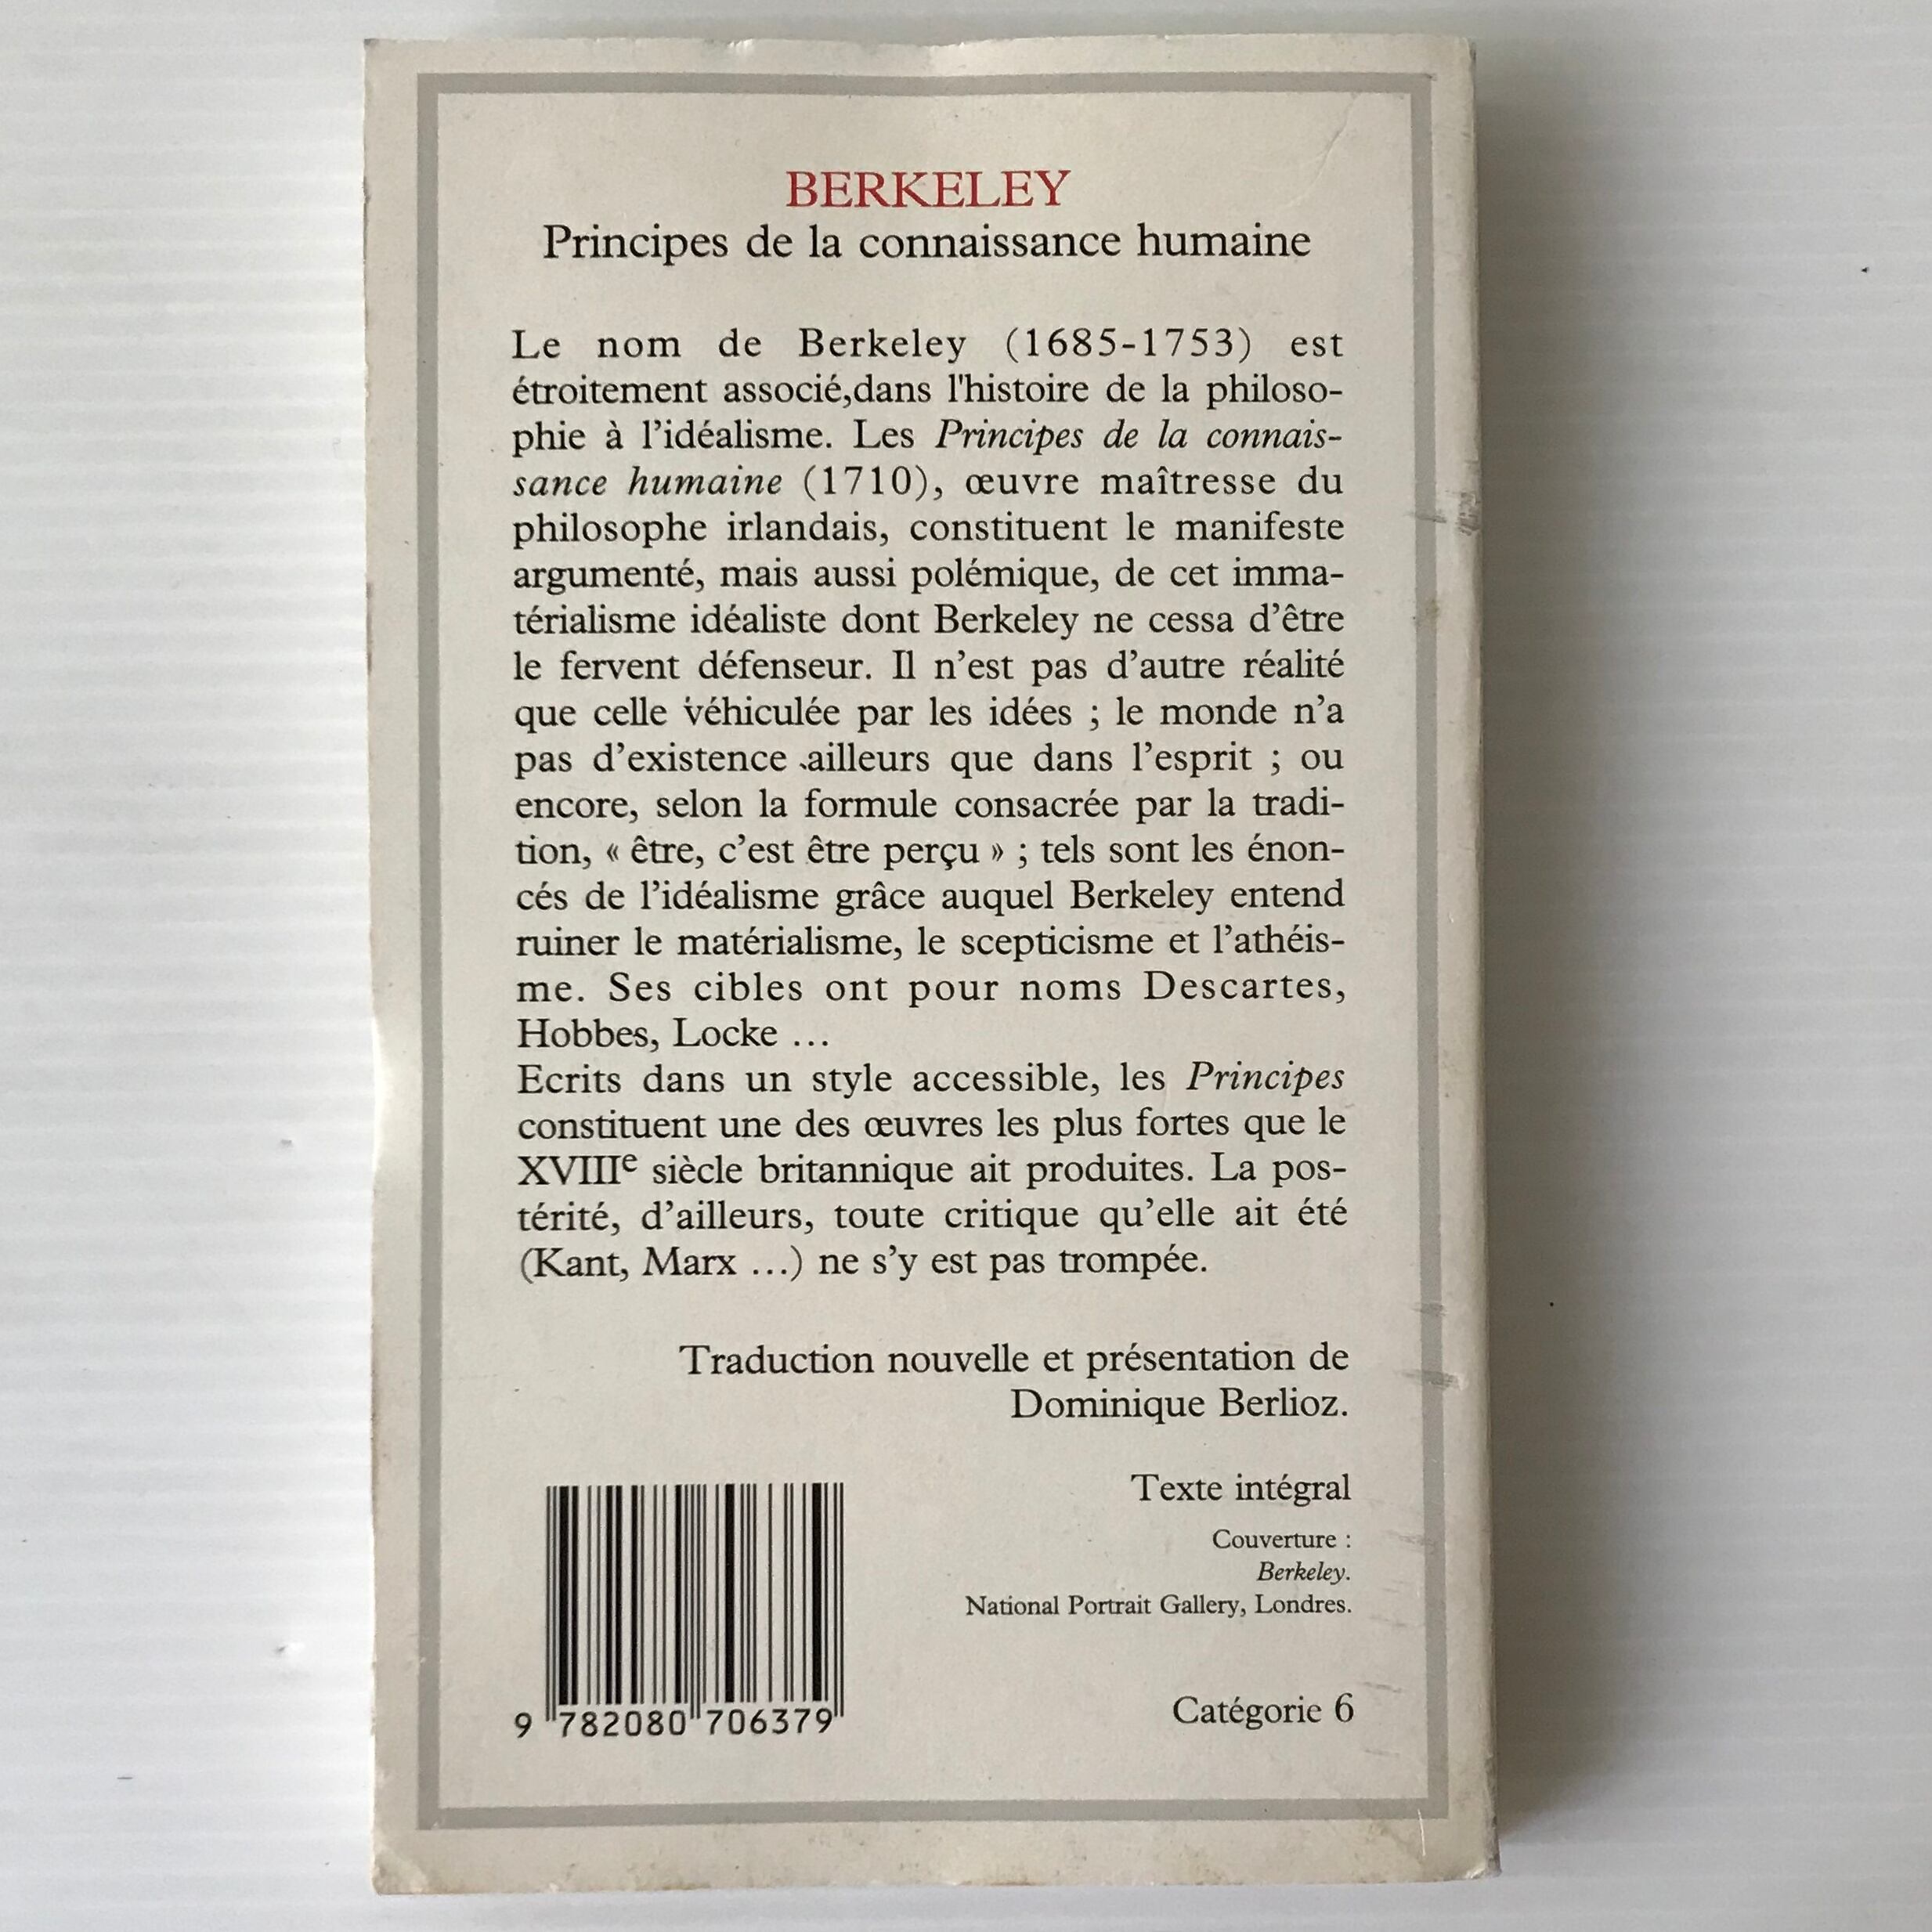 BERKELEY
Principes de la connaissance humaine
Le nom de Berkeley (1685-1753) est
étroitement associé,dans l'histoire de la philoso-
phie à l’idéalisme. Les Principes de la connais-
sance humaine (1710), œuvre maîtresse du
philosophe irlandais, constituent le manifeste
argumenté, mais aussi polémique, de cet imma-
térialisme idéaliste dont Berkeley ne cessa d’être
le fervent défenseur. Il n’est pas d’autre réalité
que celle véhiculée par les idées ; le monde n’a
pas d’existence ailleurs que dans l’esprit ; ou
encore, selon la formule consacrée par la tradi-
tion, « être, c’est être perçu » ; tels sont les énon-
cés de l’idéalisme grâce auquel Berkeley entend
ruiner le matérialisme, le scepticisme et l’athéis-
me. Ses cibles ont pour noms Descartes,
Hobbes, Locke ...
Ecrits dans un style accessible, les Principes
constituent une des œuvres les plus fortes que le
XVIIIe siècle britannique ait produites. La pos-
térité, d’ailleurs, toute critique qu’elle ait été
(Kant, Marx ...) ne s’y est pas trompée.
Traduction nouvelle et présentation de
Dominique Berlioz.
Texte intégral
Couverture :
Berkeley.
National Portrait Gallery, Londres.
Catégorie 6
9 782080 706379